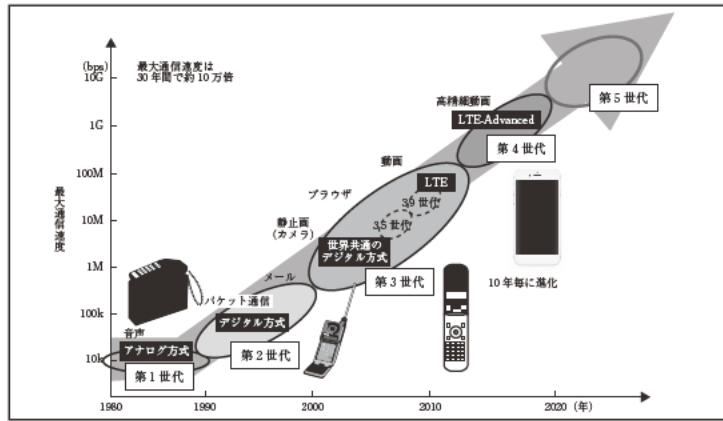 (bps)
最大通信速度は
30年間で約10万倍
10G
1G
100M
10M
1M
100k
10k
最大通信速度
第5世代
高精細動画
LTE-Advanced
第4世代
動画
LTE
3.9世代
3.5世代
ブラウザ
静止画
(カメラ)
世界共通の
デジタル方式
第3世代
10年毎に進化
メール
パケット通信
デジタル方式
第2世代
音声
アナログ方式
第1世代
1980
1990
2000
2010
2020 (年)